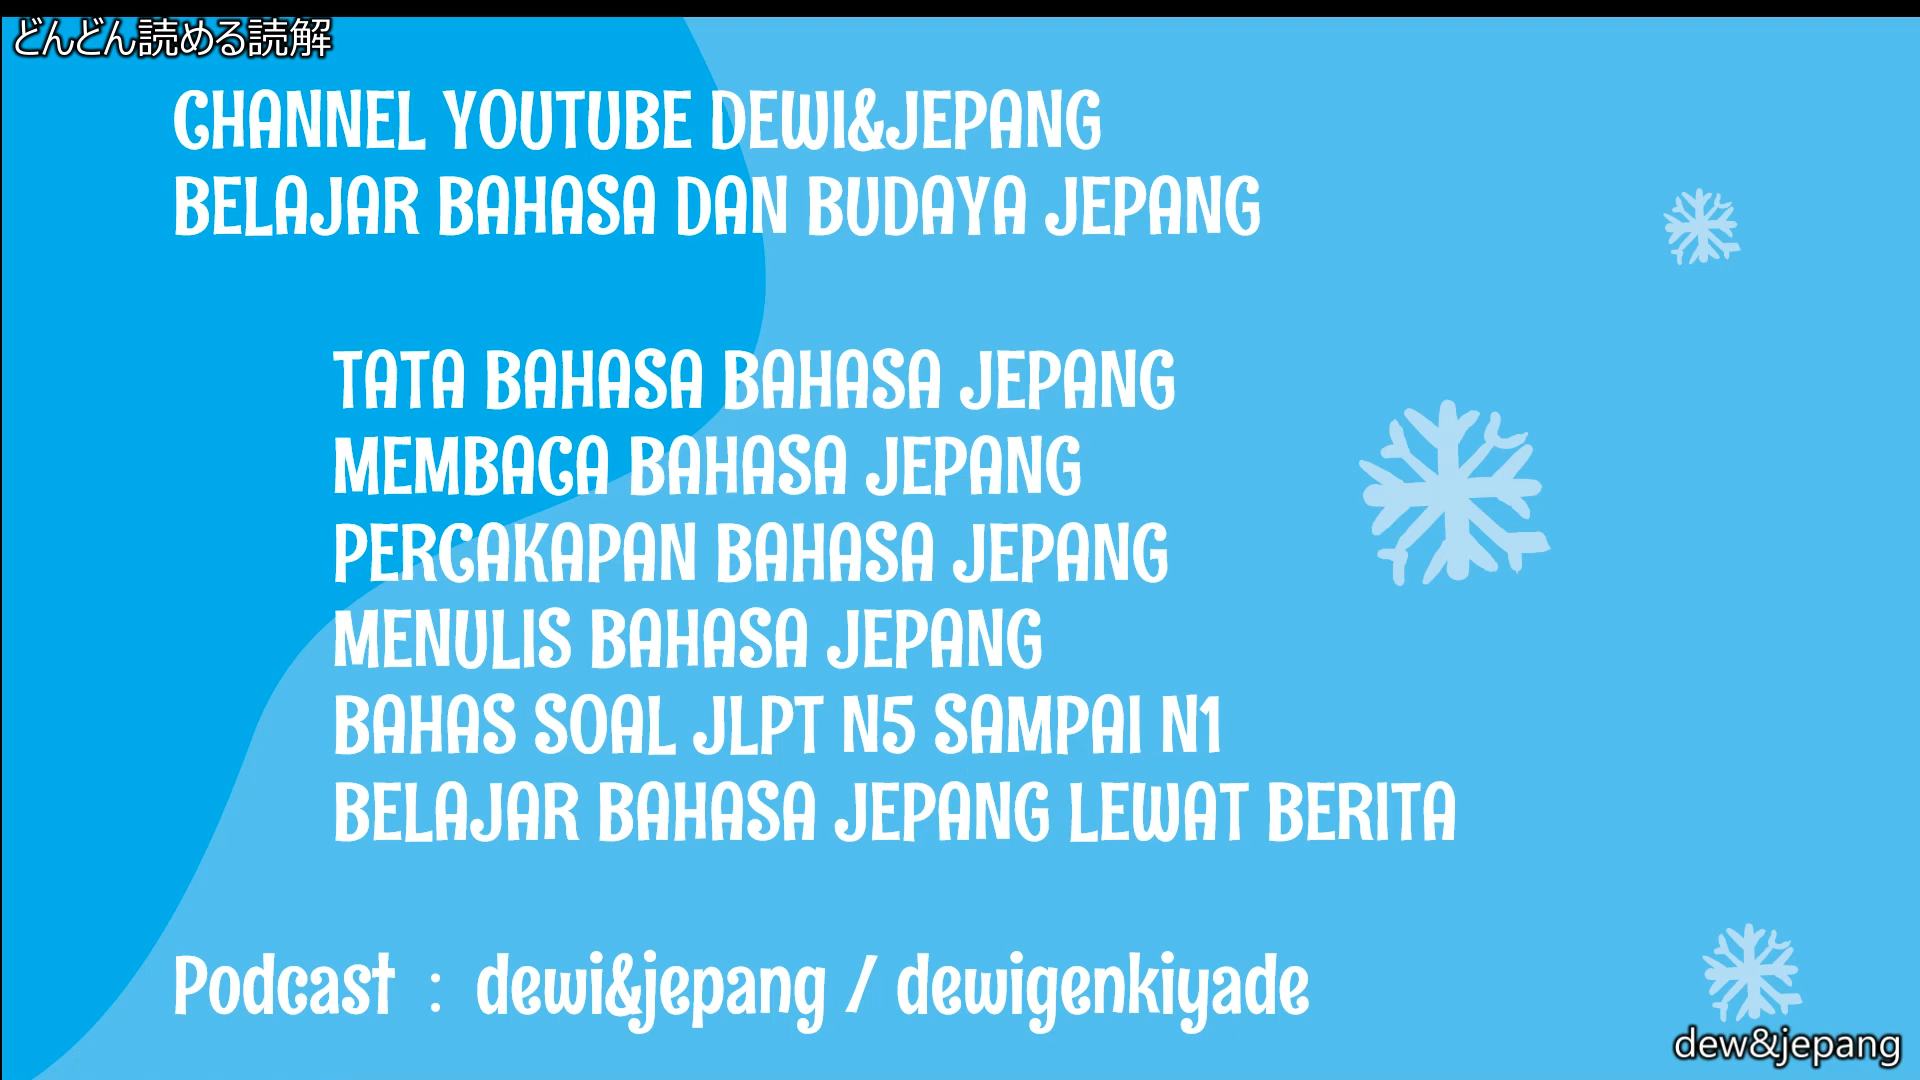 どんどん読める読解
CHANNEL YOUTUBE DEWI&JEPANG
BELAJAR BAHASA DAN BUDAYA JEPANG
TATA BAHASA BAHASA JEPANG
MEMBACA BAHASA JEPANG
PERCAKAPAN BAHASA JEPANG
MENULIS BAHASA JEPANG
BAHAS SOAL JLPT N5 SAMPAI N1
BELAJAR BAHASA JEPANG LEWAT BERITA
Podcast : dewi&jepang / dewigenkiyade
dew&jepang